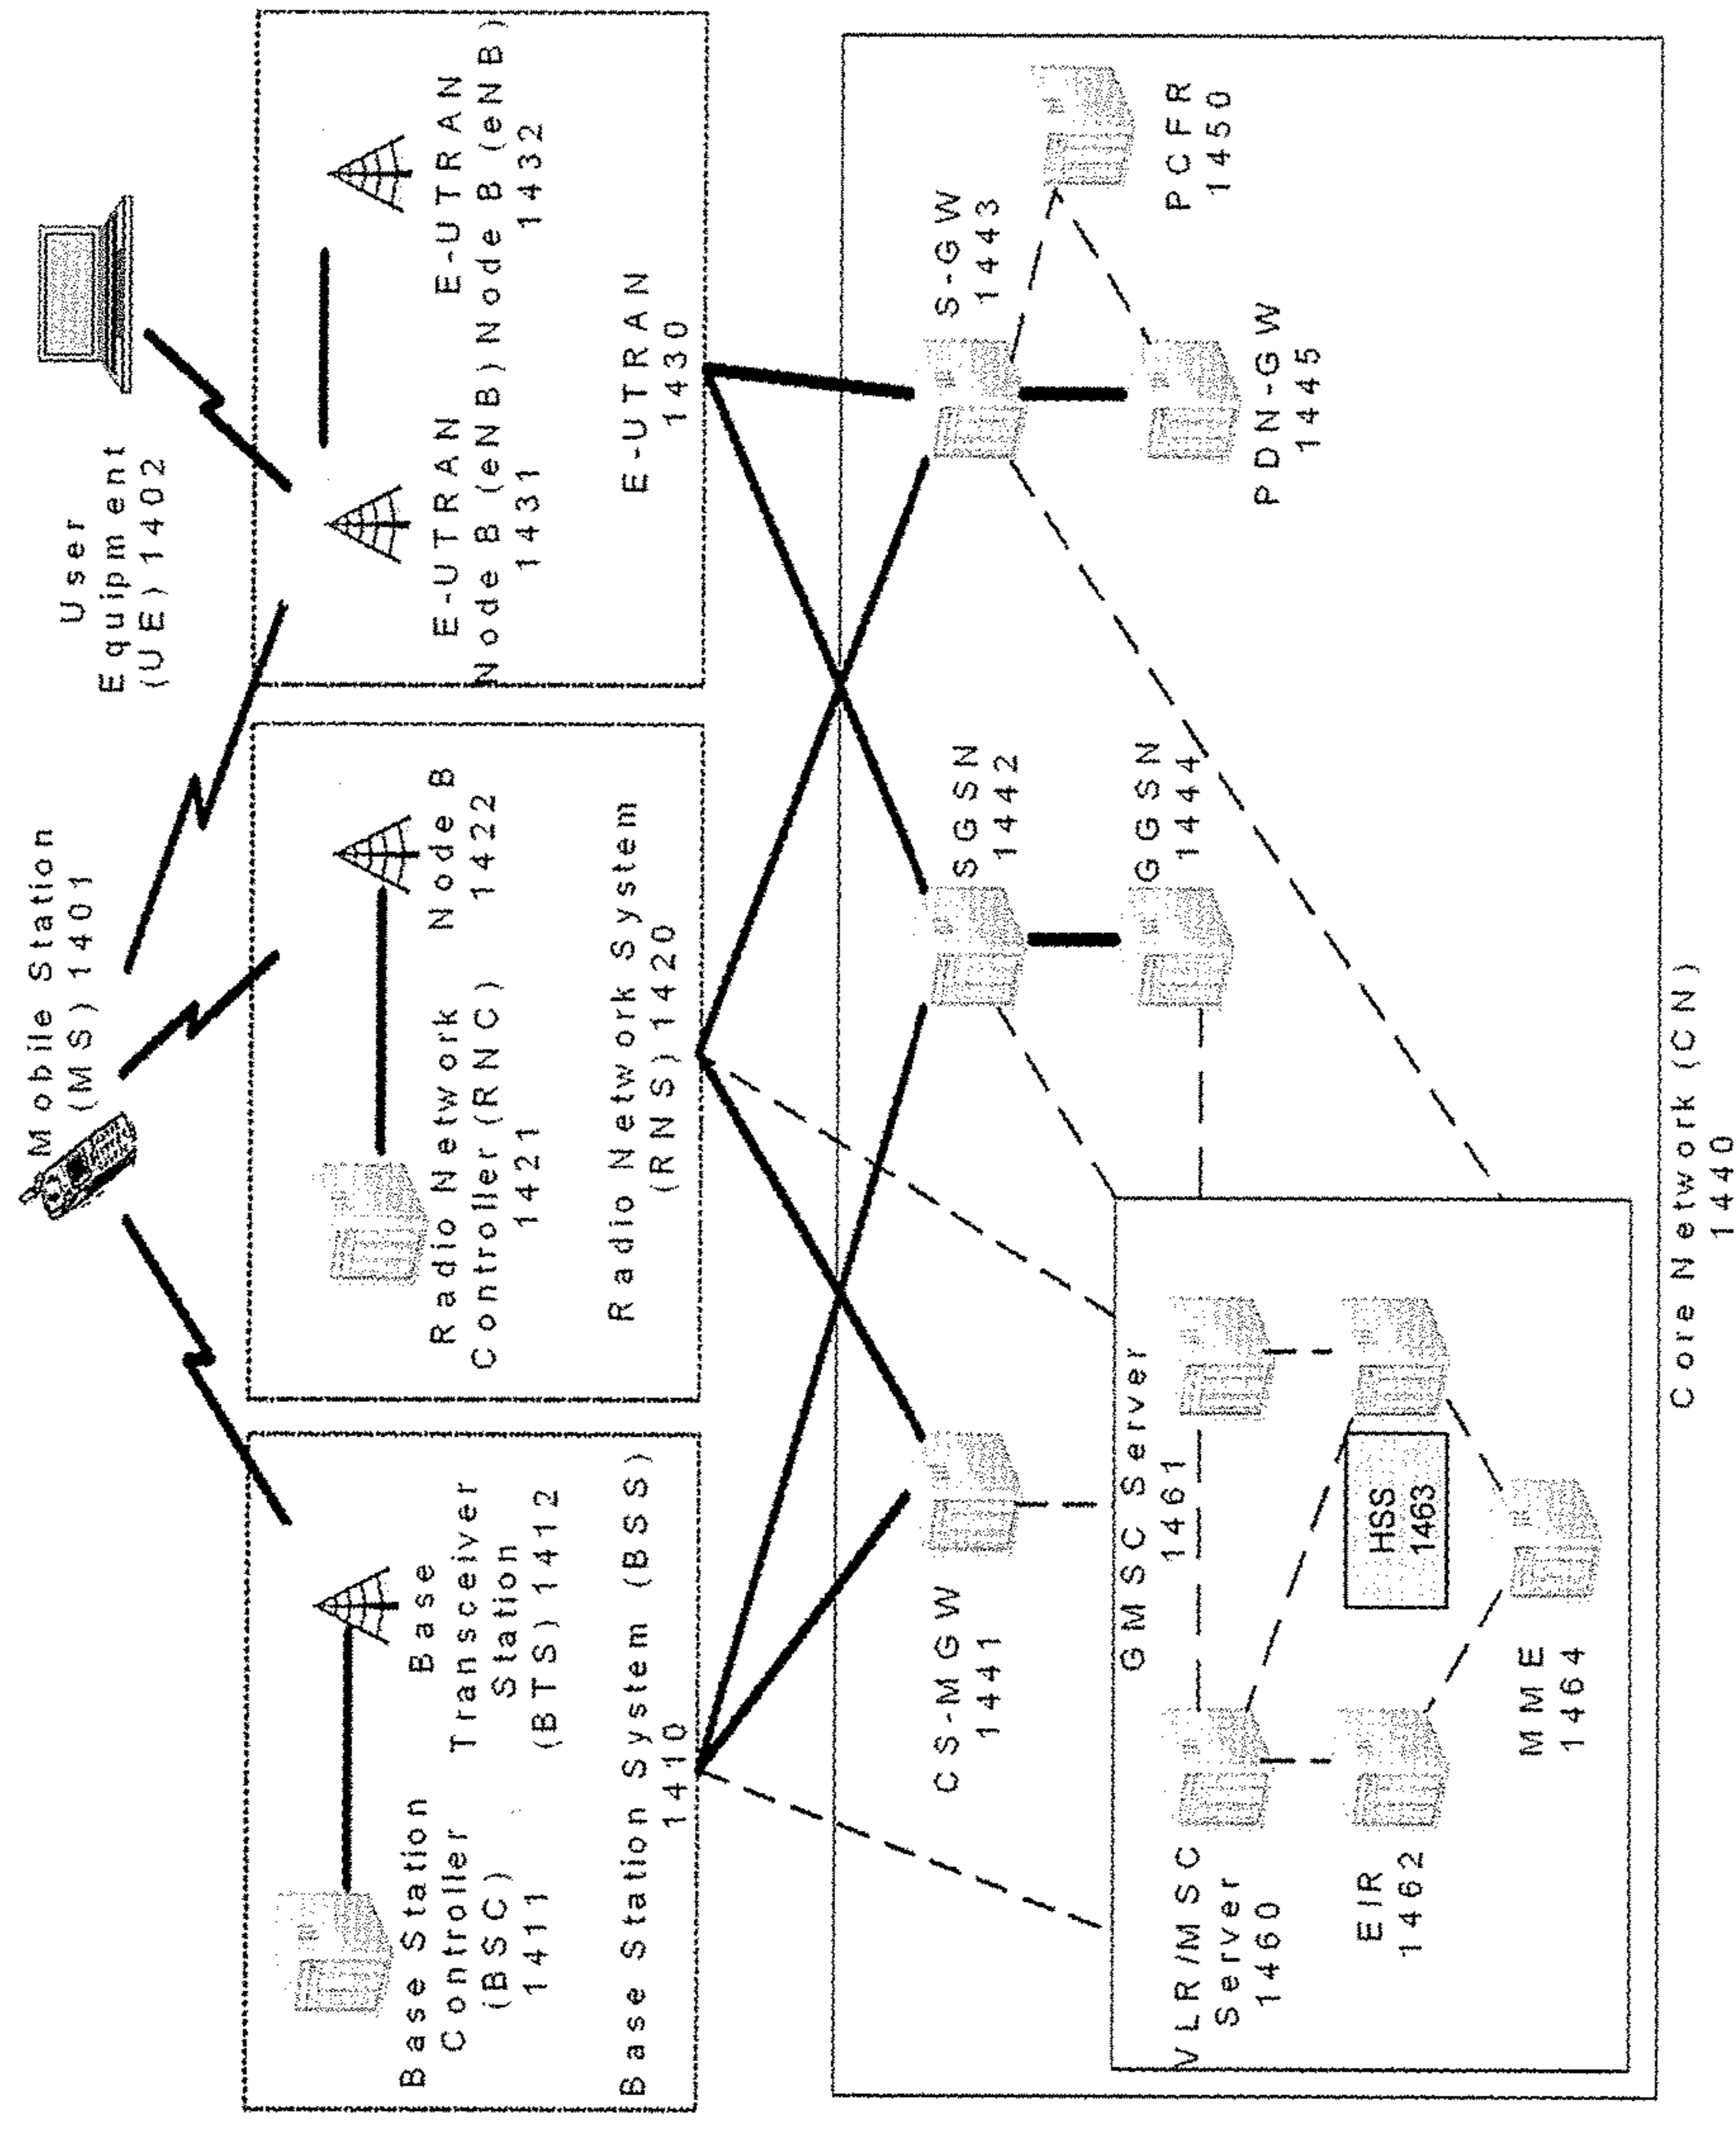 Mobile Station
(MS) 1401
User
Equipment
(UE) 1402
Base Station
Controller
(BSC)
1411
Base
Transceiver
Station
(BTS) 1412
Base Station System (BSS)
1410
Radio Network
Controller (RNC)
1421
Node B
1422
Radio Network System
(RNS) 1420
E-UTRAN
Node B (eNB)
1431
E-UTRAN
Node B (eNB)
1432
E-UTRAN
1430
CS-MGW
1441
SGSN
1442
S-GW
1443
GGSN
1444
PDN-GW
1445
PCFR
1450
GMSC Server
1461
VLR/MSC
Server
1460
EIR
1462
HSS
1463
MME
1464
Core Network (CN)
1440